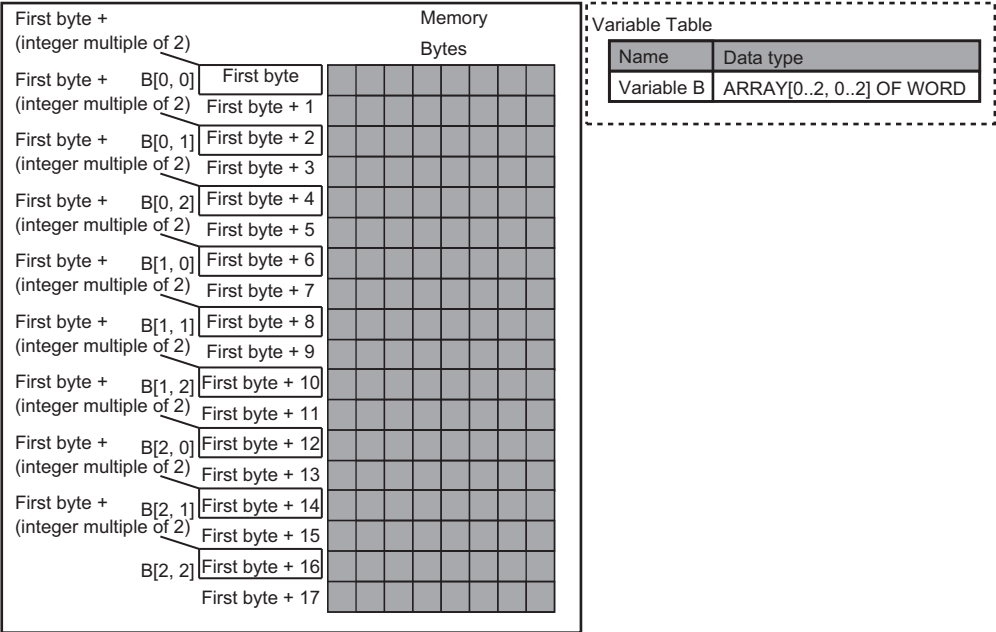 First byte +
(integer multiple of 2)
Memory
Bytes
B[0, 0] First byte
First byte +
(integer multiple of 2) First byte + 1
B[0, 1] First byte + 2
First byte +
(integer multiple of 2) First byte + 3
B[0, 2] First byte + 4
First byte +
(integer multiple of 2) First byte + 5
B[1, 0] First byte + 6
First byte +
(integer multiple of 2) First byte + 7
B[1, 1] First byte + 8
First byte +
(integer multiple of 2) First byte + 9
B[1, 2] First byte + 10
First byte +
(integer multiple of 2) First byte + 11
B[2, 0] First byte + 12
First byte +
(integer multiple of 2) First byte + 13
B[2, 1] First byte + 14
First byte +
(integer multiple of 2) First byte + 15
B[2, 2] First byte + 16
First byte + 17
Variable Table
Name Data type
Variable B ARRAY[0..2, 0..2] OF WORD